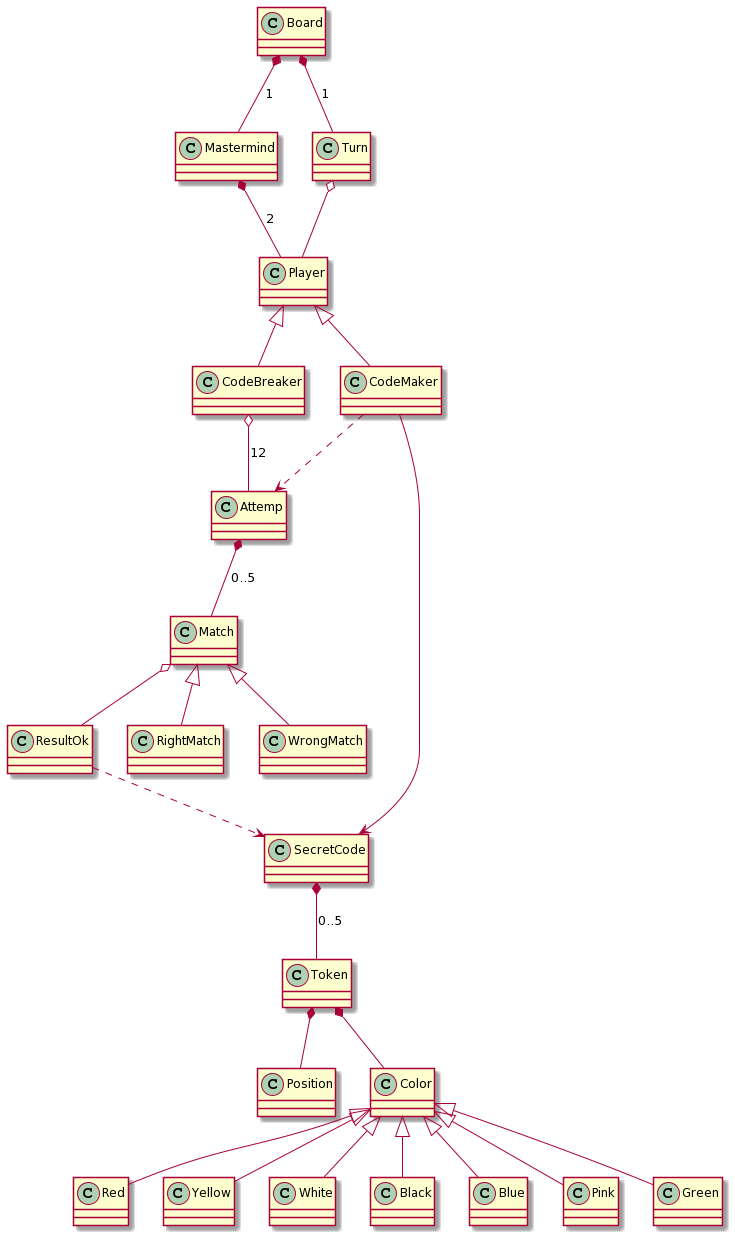 C Board
1
1
C Mastermind
C Turn
2
C Player
C CodeBreaker
C CodeMaker
12
C Attemp
0..5
C Match
C ResultOk
C RightMatch
C WrongMatch
C SecretCode
0..5
C Token
C Position
C Color
C Red
C Yellow
C White
C Black
C Blue
C Pink
C Green